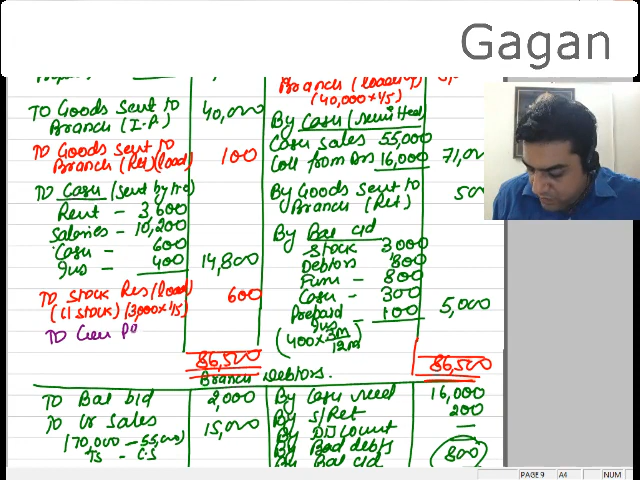 Gagan
Branch (loading)
(40,000 x 1/5)
To Goods sent to 40,000
Branch (I.P)
By Cash (remitted)
Cash sales 55,000
Coll from Drs 16,000 71,00
To Goods sent to
Branch (Ret) (load) 100
To Cash (sent by H.O)
Rent - 3,600
Salaries - 10,200
Cash - 600
Ins - 400 14,800
By Goods sent to 500
Branch (Ret)
By Bal c/d
Stock 3000
Debtors 800
Furn - 800
Cash - 300
Prepaid 100 5,000
Ins
(400 x 3m/12m)
To Stock Res (load) 600
(Cl stock) (3,000 x 1/5)
To Gen P
86,500 86,500
Branch Debtors.
To Bal b/d 2,000
To Cr Sales 15,000
(70,000 - 55,000)
TS - C.S
By Cash recd 16,000
By S/Ret 200
By Discount —
By Bad debts
By Bal c/d 800
PAGE 9 A4 NUM